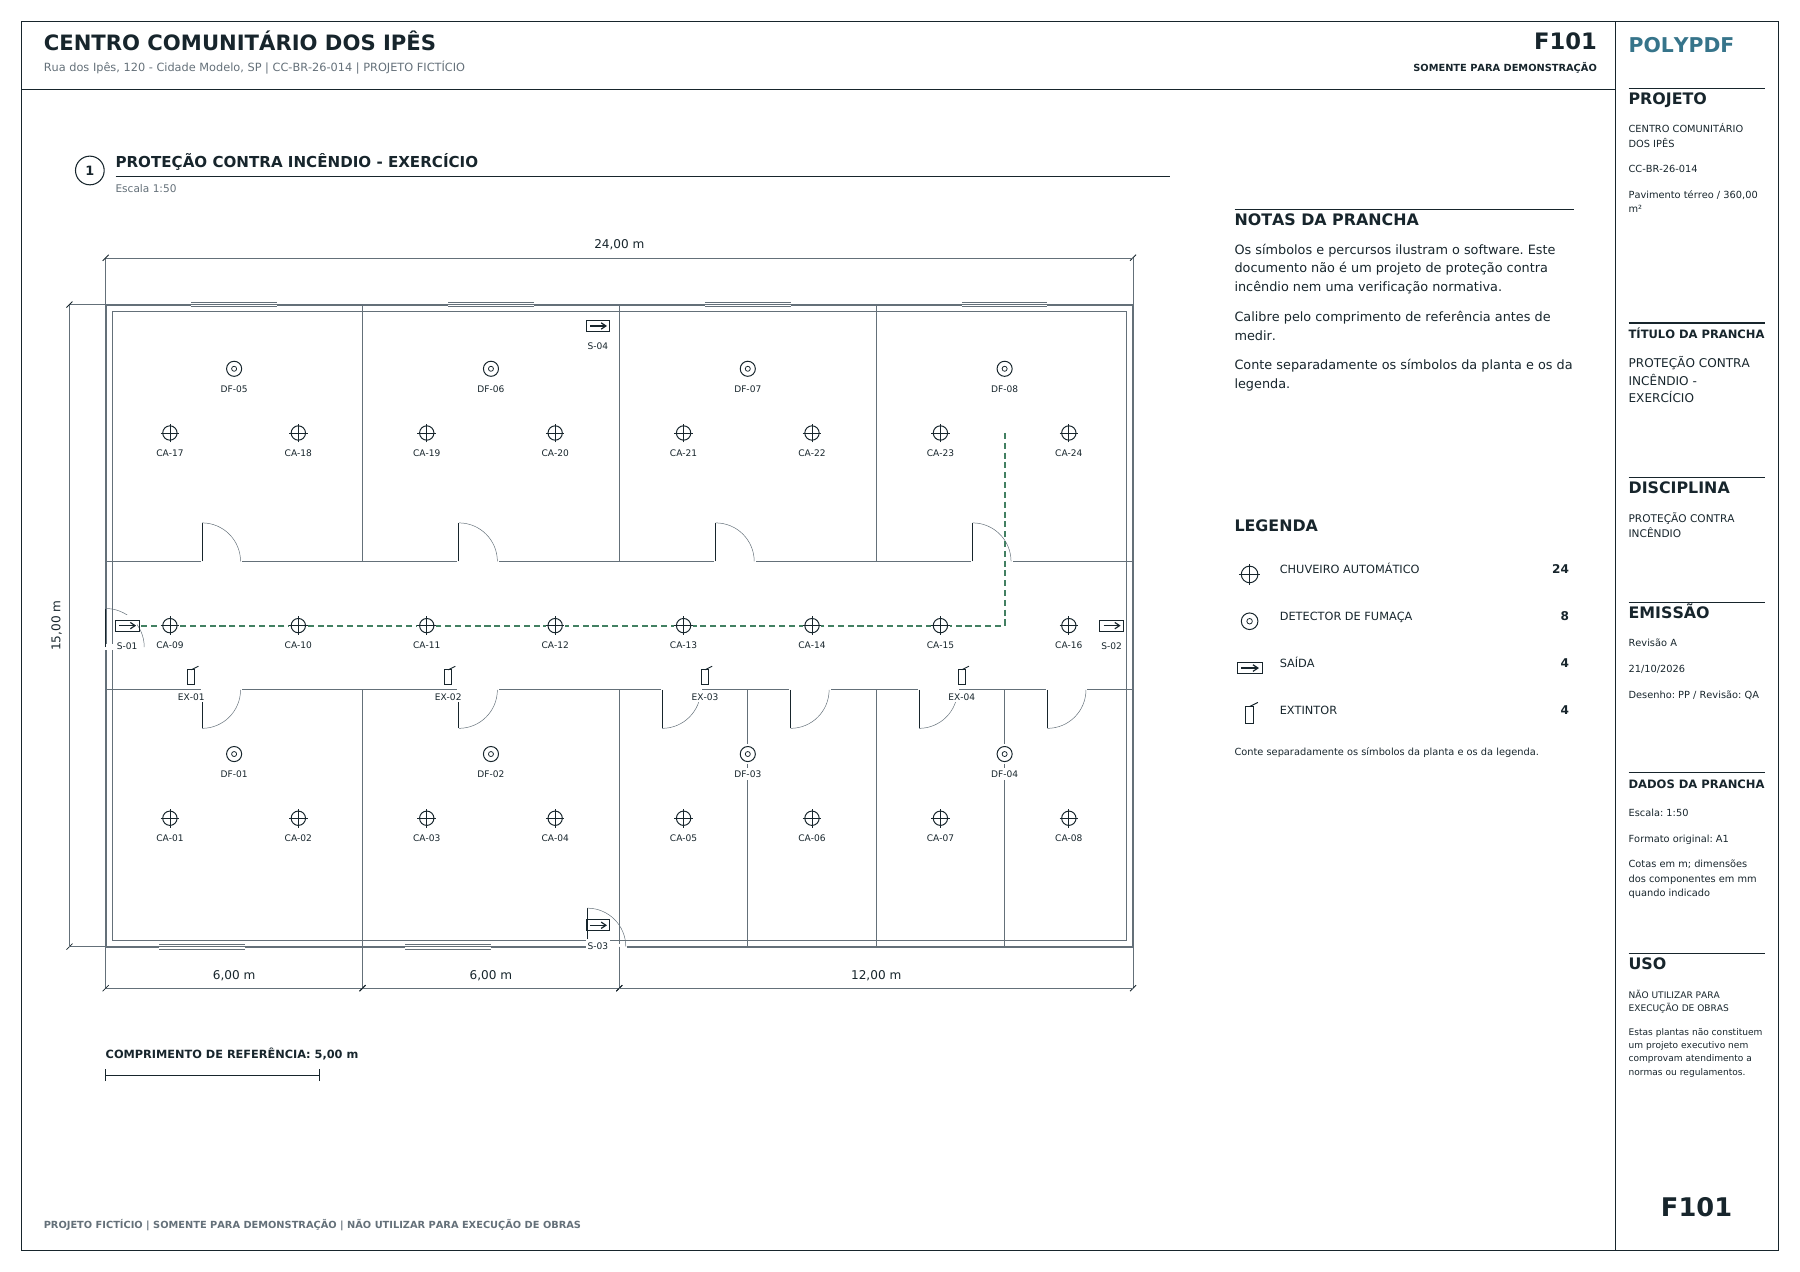 CENTRO COMUNITÁRIO DOS IPÊS
Rua dos Ipês, 120 - Cidade Modelo, SP | CC-BR-26-014 | PROJETO FICTÍCIO
F101
SOMENTE PARA DEMONSTRAÇÃO
1
PROTEÇÃO CONTRA INCÊNDIO - EXERCÍCIO
Escala 1:50
24,00 m
15,00 m
S-04
DF-05 DF-06 DF-07 DF-08
CA-17 CA-18 CA-19 CA-20 CA-21 CA-22 CA-23 CA-24
S-01 CA-09 CA-10 CA-11 CA-12 CA-13 CA-14 CA-15 CA-16 S-02
EX-01 EX-02 EX-03 EX-04
DF-01 DF-02 DF-03 DF-04
CA-01 CA-02 CA-03 CA-04 CA-05 CA-06 CA-07 CA-08
S-03
6,00 m 6,00 m 12,00 m
COMPRIMENTO DE REFERÊNCIA: 5,00 m
NOTAS DA PRANCHA
Os símbolos e percursos ilustram o software. Este
documento não é um projeto de proteção contra
incêndio nem uma verificação normativa.
Calibre pelo comprimento de referência antes de
medir.
Conte separadamente os símbolos da planta e os da
legenda.
LEGENDA
CHUVEIRO AUTOMÁTICO 24
DETECTOR DE FUMAÇA 8
SAÍDA 4
EXTINTOR 4
Conte separadamente os símbolos da planta e os da legenda.
POLYPDF
PROJETO
CENTRO COMUNITÁRIO
DOS IPÊS
CC-BR-26-014
Pavimento térreo / 360,00
m²
TÍTULO DA PRANCHA
PROTEÇÃO CONTRA
INCÊNDIO -
EXERCÍCIO
DISCIPLINA
PROTEÇÃO CONTRA
INCÊNDIO
EMISSÃO
Revisão A
21/10/2026
Desenho: PP / Revisão: QA
DADOS DA PRANCHA
Escala: 1:50
Formato original: A1
Cotas em m; dimensões
dos componentes em mm
quando indicado
USO
NÃO UTILIZAR PARA
EXECUÇÃO DE OBRAS
Estas plantas não constituem
um projeto executivo nem
comprovam atendimento a
normas ou regulamentos.
F101
PROJETO FICTÍCIO | SOMENTE PARA DEMONSTRAÇÃO | NÃO UTILIZAR PARA EXECUÇÃO DE OBRAS